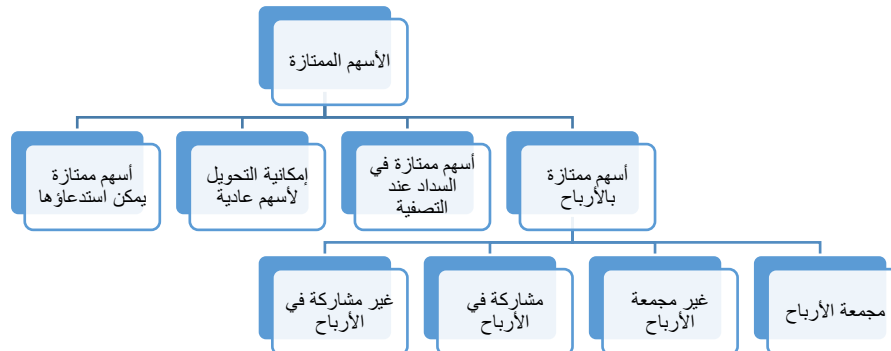 الأسهم الممتازة
أسهم ممتازة
بالأرباح
أسهم ممتازة في
السداد عند
التصفية
إمكانية التحويل
لأسهم عادية
أسهم ممتازة
يمكن استدعاؤها
مجمعة الأرباح
غير مجمعة
الأرباح
مشاركة في
الأرباح
غير مشاركة في
الأرباح